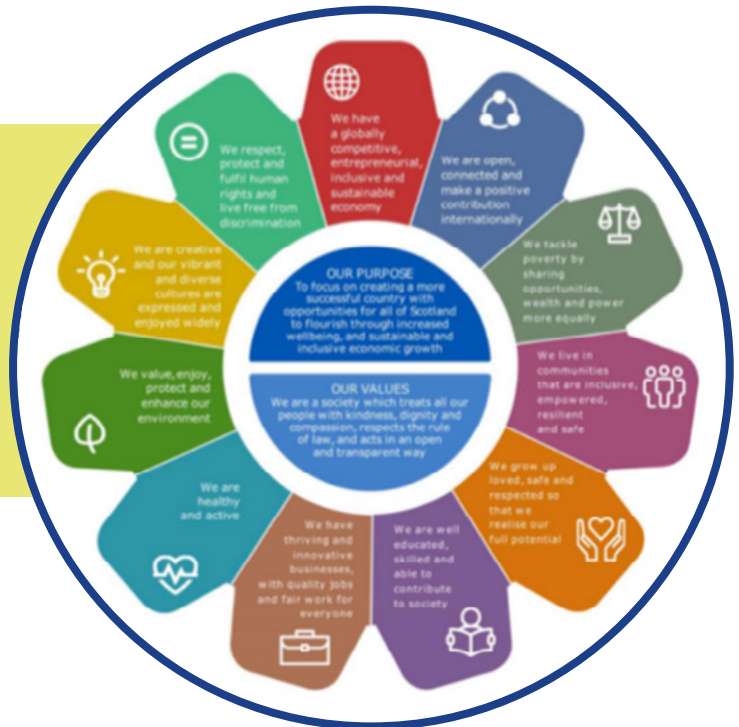 We have
a globally
competitive,
entrepreneurial,
inclusive and
sustainable
economy
We are open,
connected and
make a positive
contribution
internationally
We tackle
poverty by
sharing
opportunities,
wealth and power
more equally
We live in
communities
that are inclusive,
empowered,
resilient
and safe
We grow up
loved, safe and
respected so
that we
realise our
full potential
We are well
educated,
skilled and
able to
contribute
to society
We have
thriving and
innovative
businesses,
with quality jobs
and fair work for
everyone
We are
healthy
and active
We value, enjoy,
protect and
enhance our
environment
We are creative
and our vibrant
and diverse
cultures are
expressed and
enjoyed widely
We respect,
protect and
fulfil human
rights and
live free from
discrimination
OUR PURPOSE
To focus on creating a more
successful country with
opportunities for all of Scotland
to flourish through increased
wellbeing, and sustainable and
inclusive economic growth
OUR VALUES
We are a society which treats all our
people with kindness, dignity and
compassion, respects the rule
of law, and acts in an open
and transparent way